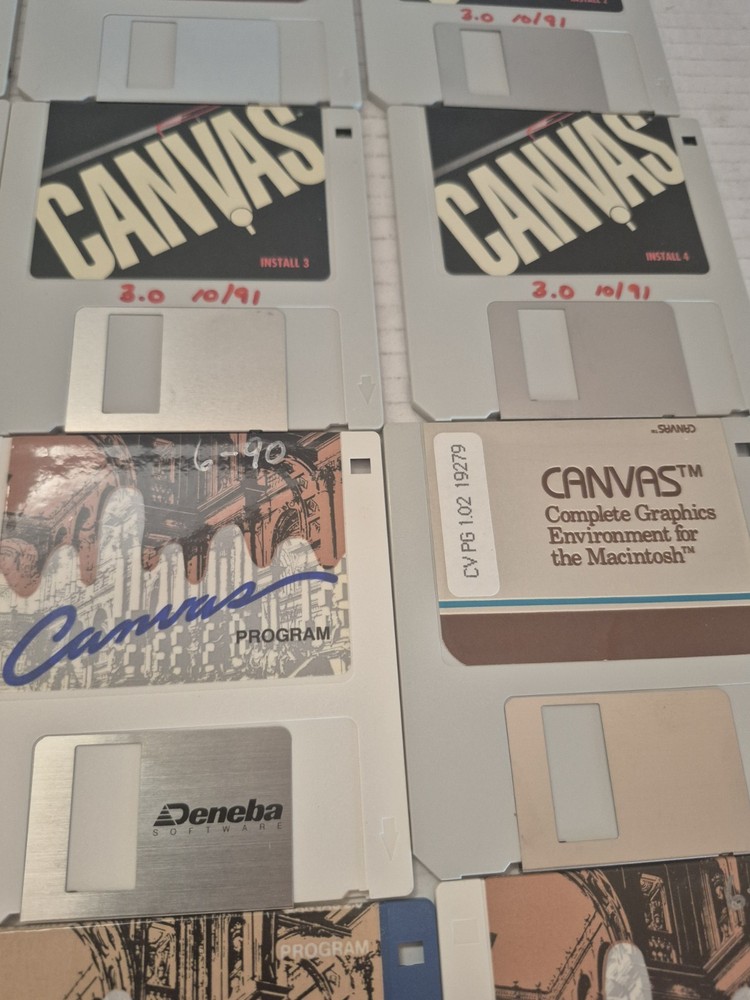 3.0 10/91
CANVAS
INSTALL 3
3.0 10/91
CANVAS
INSTALL 4
3.0 10/91
6-90
Canvas
PROGRAM
Deneba
SOFTWARE
CANVAS™
CV PG 1.02 19279
CANVAS™
Complete Graphics
Environment for
the Macintosh™
PROGRAM